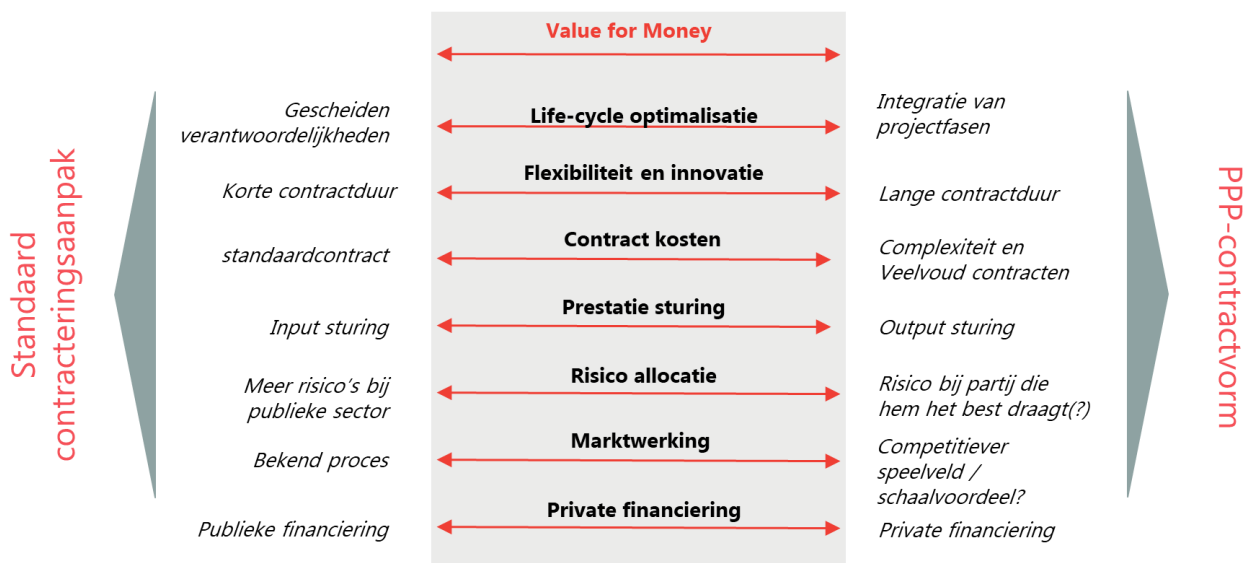 Value for Money
Standaard
contracteringsaanpak
Gescheiden
verantwoordelijkheden
Life-cycle optimalisatie
Integratie van
projectfasen
Korte contractduur
Flexibiliteit en innovatie
Lange contractduur
standaardcontract
Contract kosten
Complexiteit en
Veelvoud contracten
Input sturing
Prestatie sturing
Output sturing
Meer risico's bij
publieke sector
Risico allocatie
Risico bij partij die
hem het best draagt(?)
Bekend proces
Marktwerking
Competitiever
speelveld /
schaalvoordeel?
Publieke financiering
Private financiering
Private financiering
PPP-contractvorm